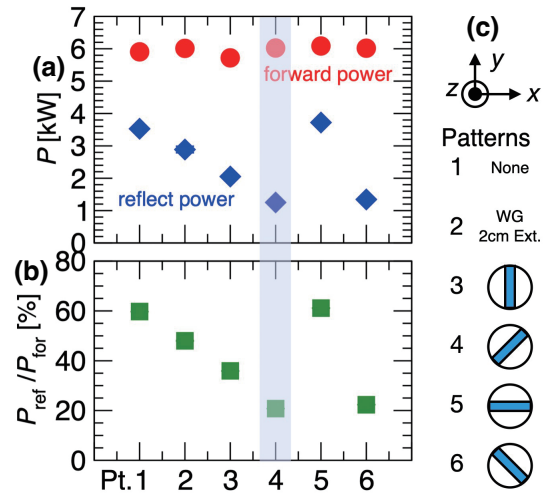 (a)
P [kW]
7
6
5
4
3
2
1
0
forward power
reflect power
(b)
P_ref / P_for [%]
80
60
40
20
0
Pt.1 2 3 4 5 6
(c)
y
z x
Patterns
1 None
2 WG
2cm Ext.
3
4
5
6